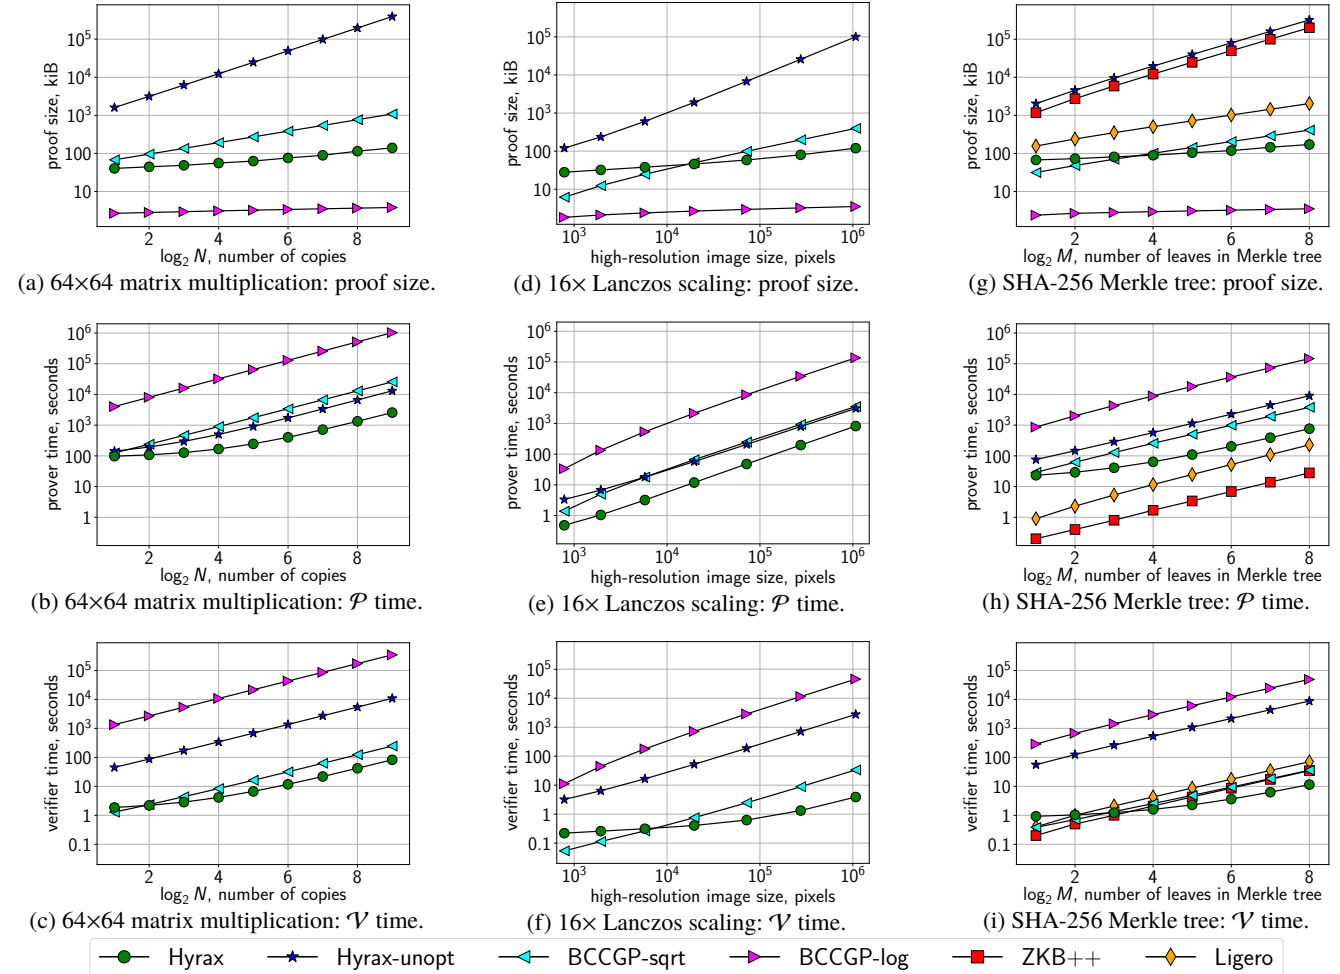 proof size, kiB
10^5
10^4
10^3
100
10
2 4 6 8
log2 N, number of copies
(a) 64×64 matrix multiplication: proof size.
proof size, kiB
10^5
10^4
10^3
100
10
10^3 10^4 10^5 10^6
high-resolution image size, pixels
(d) 16× Lanczos scaling: proof size.
proof size, kiB
10^5
10^4
10^3
100
10
2 4 6 8
log2 M, number of leaves in Merkle tree
(g) SHA-256 Merkle tree: proof size.
prover time, seconds
10^6
10^5
10^4
10^3
100
10
1
2 4 6 8
log2 N, number of copies
(b) 64×64 matrix multiplication: 𝒫 time.
prover time, seconds
10^6
10^5
10^4
10^3
100
10
1
10^3 10^4 10^5 10^6
high-resolution image size, pixels
(e) 16× Lanczos scaling: 𝒫 time.
prover time, seconds
10^6
10^5
10^4
10^3
100
10
1
2 4 6 8
log2 M, number of leaves in Merkle tree
(h) SHA-256 Merkle tree: 𝒫 time.
verifier time, seconds
10^5
10^4
10^3
100
10
1
0.1
2 4 6 8
log2 N, number of copies
(c) 64×64 matrix multiplication: 𝒱 time.
verifier time, seconds
10^5
10^4
10^3
100
10
1
0.1
10^3 10^4 10^5 10^6
high-resolution image size, pixels
(f) 16× Lanczos scaling: 𝒱 time.
verifier time, seconds
10^5
10^4
10^3
100
10
1
0.1
2 4 6 8
log2 M, number of leaves in Merkle tree
(i) SHA-256 Merkle tree: 𝒱 time.
Hyrax Hyrax-unopt BCCGP-sqrt BCCGP-log ZKB++ Ligero